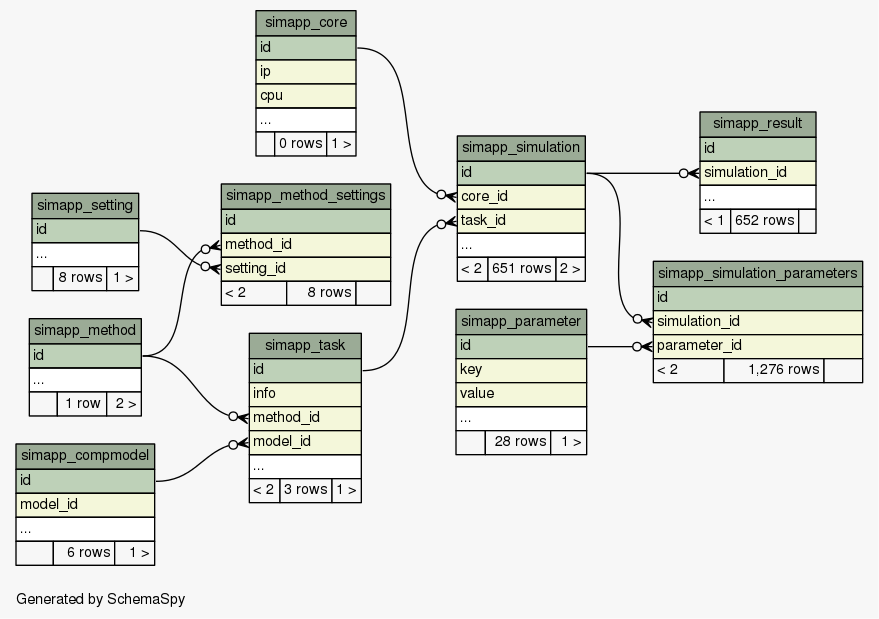 simapp_core
id
ip
cpu
...
0 rows 1 >
simapp_simulation
id
core_id
task_id
...
< 2 651 rows 2 >
simapp_result
id
simulation_id
...
< 1 652 rows
simapp_setting
id
...
8 rows 1 >
simapp_method_settings
id
method_id
setting_id
< 2 8 rows
simapp_simulation_parameters
id
simulation_id
parameter_id
< 2 1,276 rows
simapp_method
id
...
1 row 2 >
simapp_task
id
info
method_id
model_id
...
< 2 3 rows 1 >
simapp_parameter
id
key
value
...
28 rows 1 >
simapp_compmodel
id
model_id
...
6 rows 1 >
Generated by SchemaSpy